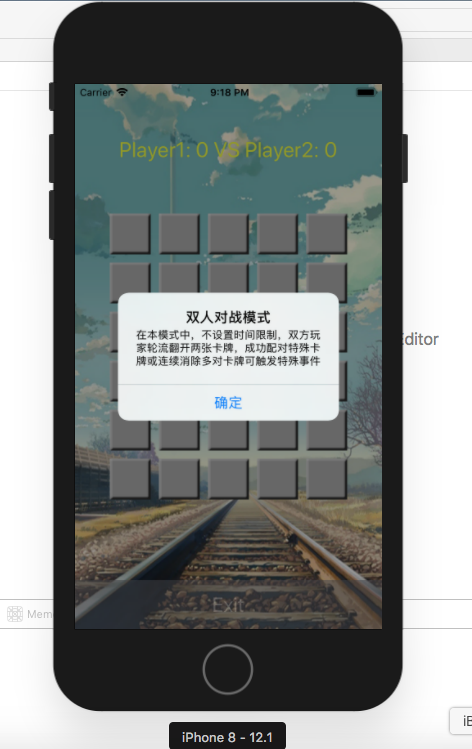 Carrier
9:18 PM
Player1: 0 VS Player2: 0
双人对战模式
在本模式中，不设置时间限制，双方玩
家轮流翻开两张卡牌，成功配对特殊卡
牌或连续消除多对卡牌可触发特殊事件
确定
Editor
Exit
Mem
iPhone 8 - 12.1